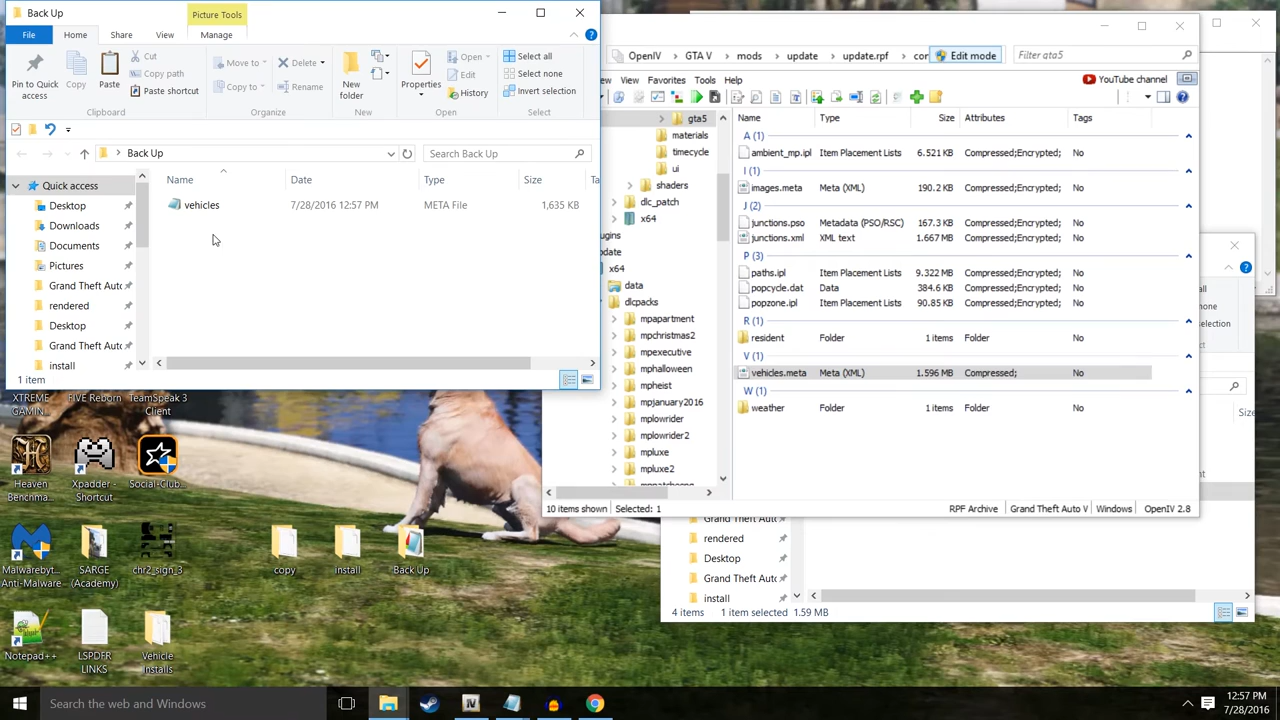 Back Up
Picture Tools
File
Home
Share
View
Manage
Pin to Quick access
Copy
Paste
Cut
Copy path
Paste shortcut
Clipboard
Move to
Copy to
Delete
Rename
Organize
New folder
New
Properties
Open
Edit
History
Open
Select all
Select none
Invert selection
Select
Back Up
Search Back Up
Name
Date
Type
Size
Ta
Quick access
Desktop
Downloads
Documents
Pictures
Grand Theft Auto
rendered
Desktop
Grand Theft Auto
install
vehicles
7/28/2016 12:57 PM
META File
1,635 KB
1 item
OpenIV
GTA V
mods
update
update.rpf
Edit mode
Filter gta5
View
Favorites
Tools
Help
YouTube channel
gta5
materials
timecycle
ui
shaders
dlc_patch
x64
x64
data
dlcpacks
mpapartment
mpchristmas2
mpexecutive
mphalloween
mpheist
mpjanuary2016
mplowrider
mplowrider2
mpluxe
mpluxe2
Name Type Size Attributes Tags
A (1)
ambient_mp.ipl Item Placement Lists 6.521 KB Compressed;Encrypted; No
I (1)
images.meta Meta (XML) 190.2 KB Compressed;Encrypted; No
J (2)
junctions.pso Metadata (PSO/RSC) 167.3 KB Compressed;Encrypted; No
junctions.xml XML text 1.667 MB Compressed;Encrypted; No
P (3)
paths.ipl Item Placement Lists 9.322 MB Compressed;Encrypted; No
popcycle.dat Data 384.6 KB Compressed;Encrypted; No
popzone.ipl Item Placement Lists 90.85 KB Compressed;Encrypted; No
R (1)
resident Folder 1 items Folder No
V (1)
vehicles.meta Meta (XML) 1.596 MB Compressed; No
W (1)
weather Folder 1 items Folder No
10 items shown
Selected: 1
RPF Archive
Grand Theft Auto V
Windows
OpenIV 2.8
Size
rendered
Desktop
Grand Theft Auto
install
4 items
1 item selected 1.59 MB
XTREME GAMIN
FIVE Reborn
TeamSpeak 3 Client
Heaven Benchma...
Xpadder - Shortcut
Social-Club...
Malwarebyt... Anti-Malware
SARGE (Academy)
chr2_sign_3
copy
install
Back Up
Notepad++
LSPDFR LINKS
Vehicle Installs
Search the web and Windows
12:57 PM
7/28/2016